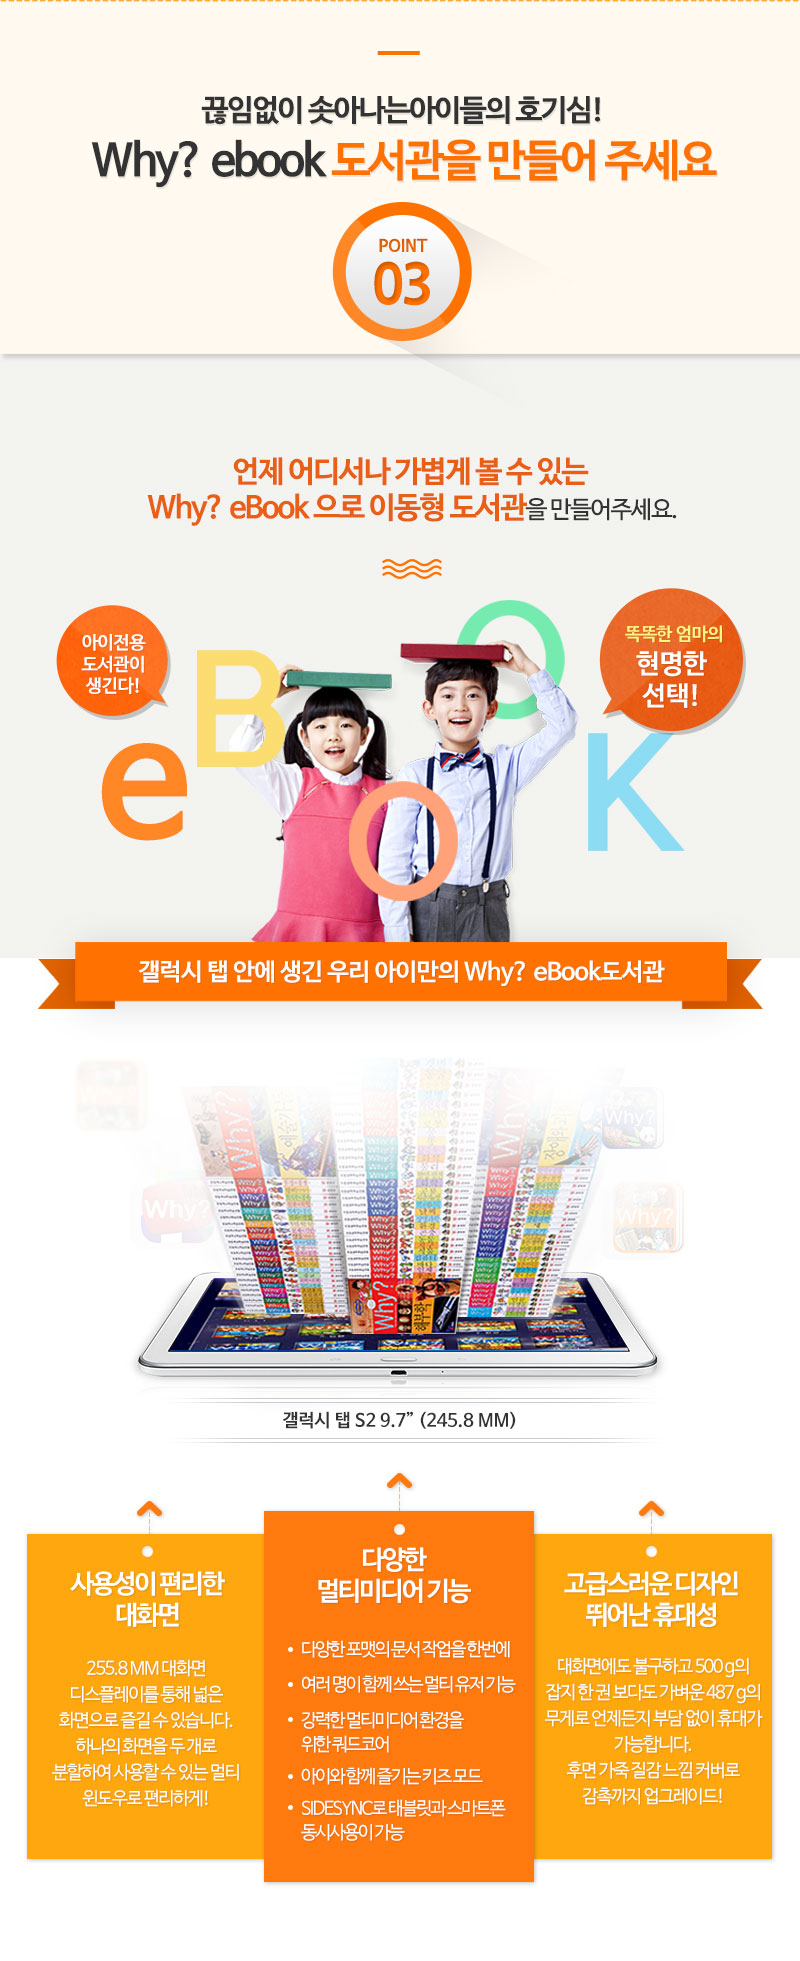 끊임없이 솟아나는아이들의 호기심!
Why? ebook 도서관을 만들어 주세요
POINT
03
언제 어디서나 가볍게 볼 수 있는
Why? eBook 으로 이동형 도서관을 만들어주세요.
아이전용
도서관이
생긴다!
똑똑한 엄마의
현명한
선택!
e B O O K
갤럭시 탭 안에 생긴 우리 아이만의 Why? eBook도서관
Why?
Why?
Why?
Why?
Why?
Why?
Why?
갤럭시 탭 S2 9.7” (245.8 MM)
사용성이 편리한
대화면
255.8 MM 대화면
디스플레이를 통해 넓은
화면으로 즐길 수 있습니다.
하나의 화면을 두 개로
분할하여 사용할 수 있는 멀티
윈도우로 편리하게!
다양한
멀티미디어 기능
• 다양한 포맷의 문서 작업을 한번에
• 여러 명이 함께 쓰는 멀티 유저 기능
• 강력한 멀티미디어 환경을
위한 쿼드코어
• 아이와 함께 즐기는 키즈 모드
• SIDESYNC로 태블릿과 스마트폰
동시사용이 가능
고급스러운 디자인
뛰어난 휴대성
대화면에도 불구하고 500 g의
잡지 한 권 보다도 가벼운 487 g의
무게로 언제든지 부담 없이 휴대가
가능합니다.
후면 가죽 질감 느낌 커버로
감촉까지 업그레이드!